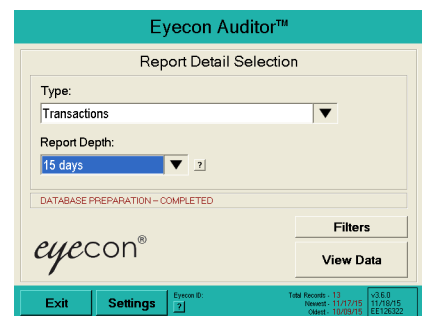 Eyecon Auditor™
Report Detail Selection
Type:
Transactions
Report Depth:
15 days
?
DATABASE PREPARATION – COMPLETED
Filters
eyecon®
View Data
Exit
Settings
Eyecon ID:
?
Total Records - 13
Newest - 11/17/15
Oldest - 10/09/15
v3.6.0
11/18/15
EE126322